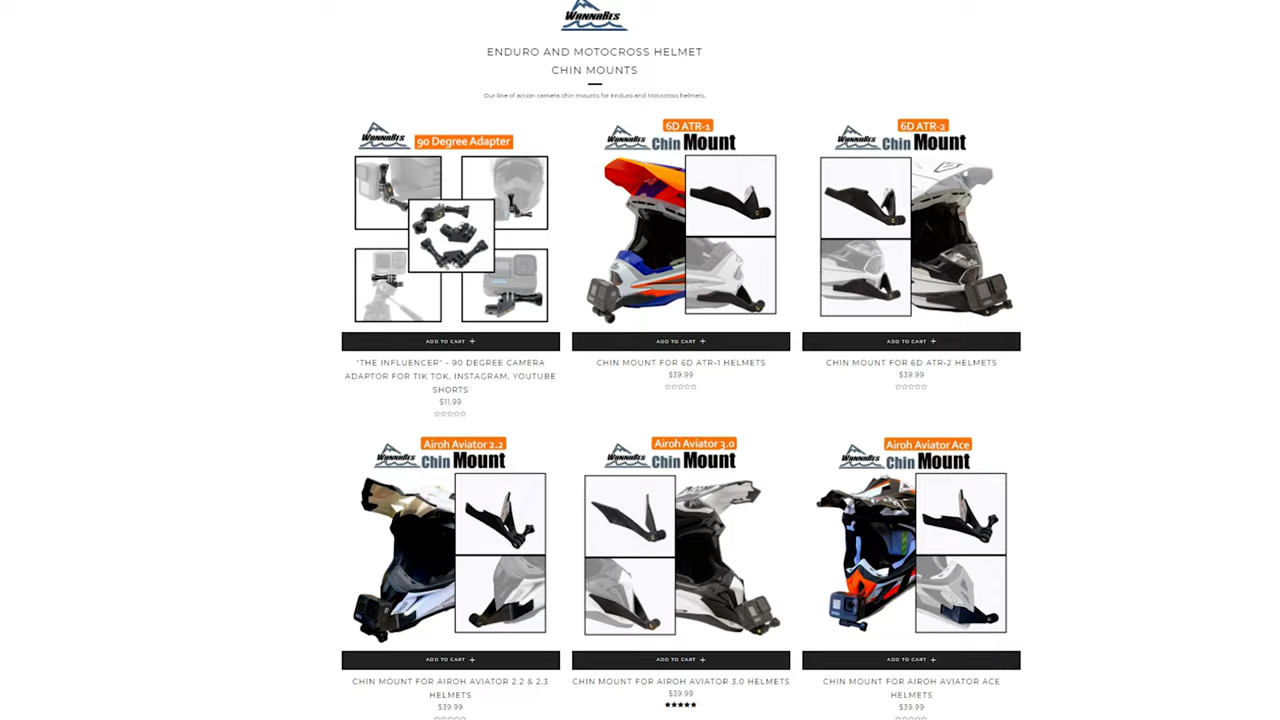 WANNABES
ENDURO AND MOTOCROSS HELMET
CHIN MOUNTS
Our line of action camera chin mounts for Enduro and Motocross helmets.
WANNABES
90 Degree Adapter
ADD TO CART +
"THE INFLUENCER" - 90 DEGREE CAMERA
ADAPTOR FOR TIK TOK, INSTAGRAM, YOUTUBE
SHORTS
$11.99
6D ATR-1
WANNABES Chin Mount
ADD TO CART +
CHIN MOUNT FOR 6D ATR-1 HELMETS
$39.99
6D ATR-2
WANNABES Chin Mount
ADD TO CART +
CHIN MOUNT FOR 6D ATR-2 HELMETS
$39.99
Airoh Aviator 2.2
WANNABES Chin Mount
ADD TO CART +
CHIN MOUNT FOR AIROH AVIATOR 2.2 & 2.3
HELMETS
$39.99
Airoh Aviator 3.0
WANNABES Chin Mount
ADD TO CART +
CHIN MOUNT FOR AIROH AVIATOR 3.0 HELMETS
$39.99
Airoh Aviator Ace
WANNABES Chin Mount
ADD TO CART +
CHIN MOUNT FOR AIROH AVIATOR ACE
HELMETS
$39.99